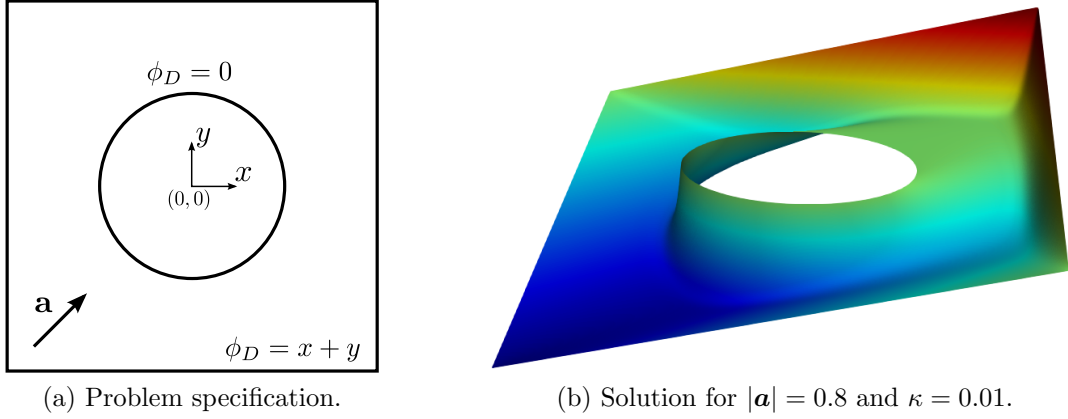 ϕ_D = 0
y
x
(0, 0)
a
ϕ_D = x + y
(a) Problem specification.
(b) Solution for |a| = 0.8 and κ = 0.01.